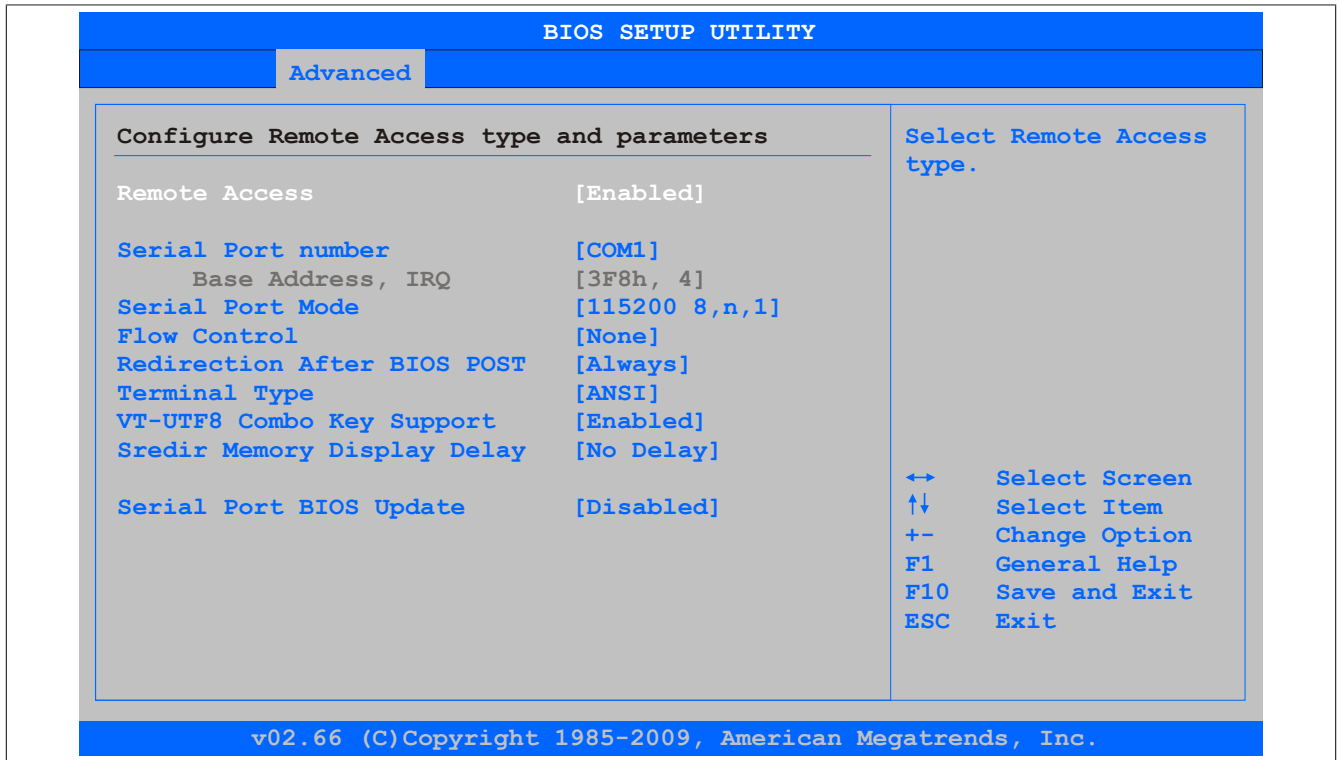 BIOS SETUP UTILITY
Advanced
Configure Remote Access type and parameters
Remote Access [Enabled]
Serial Port number [COM1]
Base Address, IRQ [3F8h, 4]
Serial Port Mode [115200 8,n,1]
Flow Control [None]
Redirection After BIOS POST [Always]
Terminal Type [ANSI]
VT-UTF8 Combo Key Support [Enabled]
Sredir Memory Display Delay [No Delay]
Serial Port BIOS Update [Disabled]
Select Remote Access
type.
↔ Select Screen
↑↓ Select Item
+- Change Option
F1 General Help
F10 Save and Exit
ESC Exit
v02.66 (C)Copyright 1985-2009, American Megatrends, Inc.